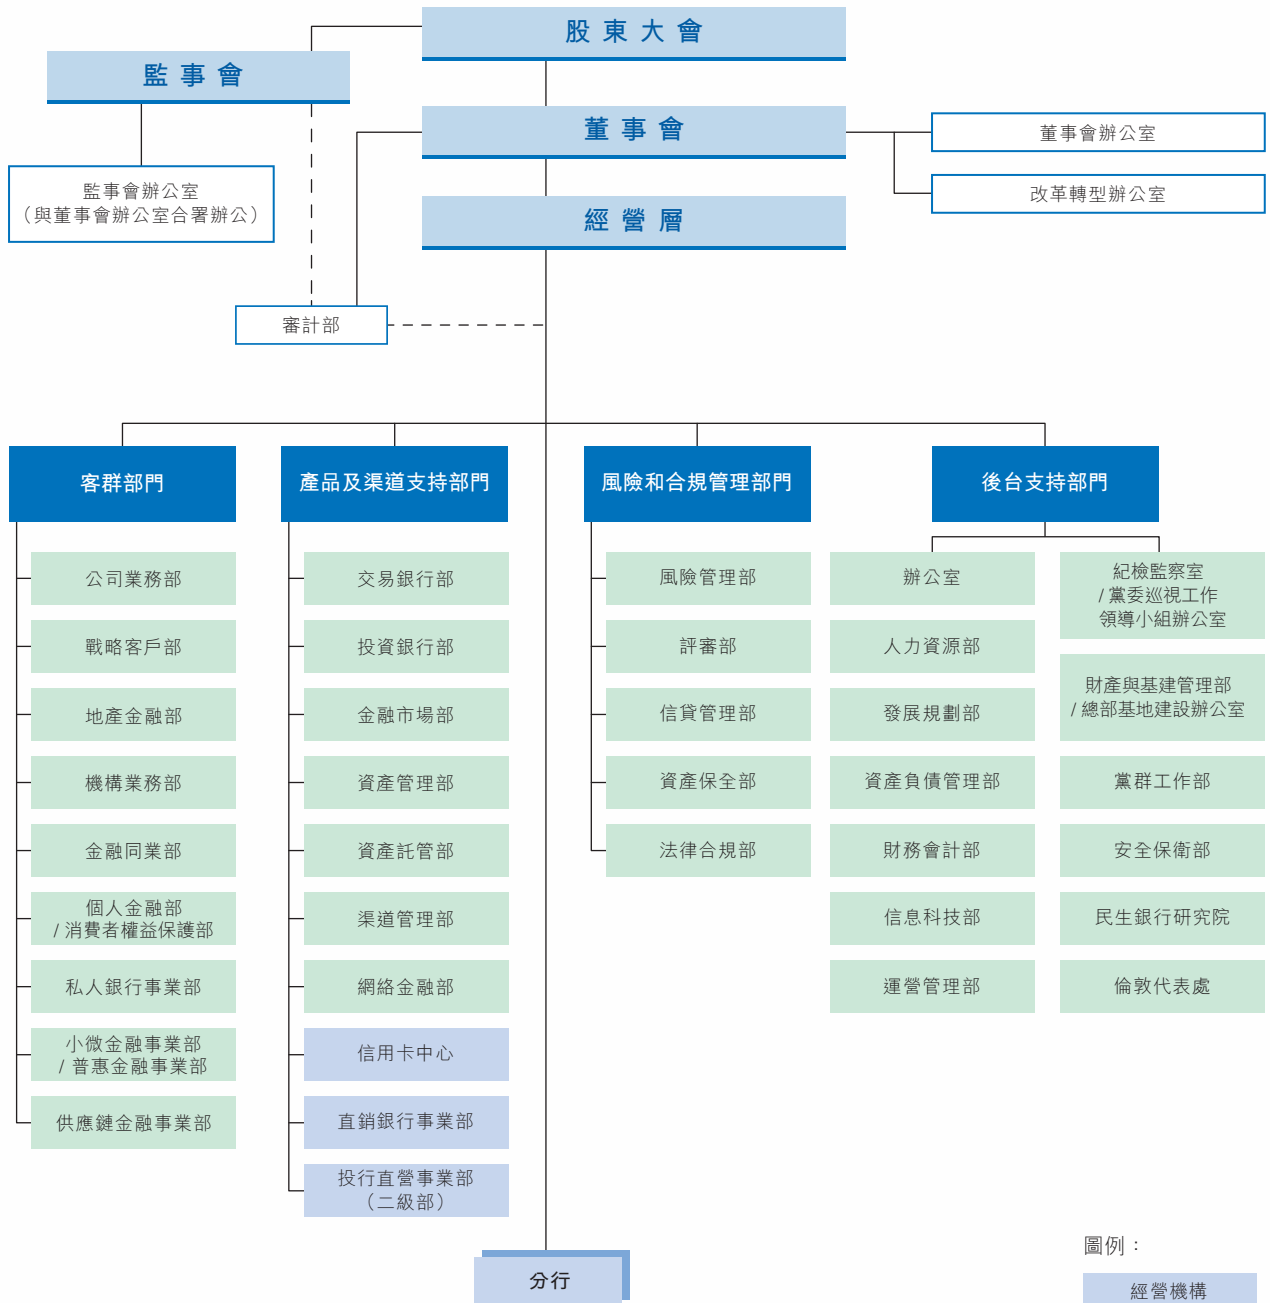 股東大會
監事會
董事會
董事會辦公室
監事會辦公室
（與董事會辦公室合署辦公）
改革轉型辦公室
經營層
審計部
客群部門
產品及渠道支持部門
風險和合規管理部門
後台支持部門
公司業務部
戰略客戶部
地產金融部
機構業務部
金融同業部
個人金融部
/ 消費者權益保護部
私人銀行事業部
小微金融事業部
/ 普惠金融事業部
供應鏈金融事業部
交易銀行部
投資銀行部
金融市場部
資產管理部
資產託管部
渠道管理部
網絡金融部
信用卡中心
直銷銀行事業部
投行直營事業部
（二級部）
風險管理部
評審部
信貸管理部
資產保全部
法律合規部
辦公室
人力資源部
發展規劃部
資產負債管理部
財務會計部
信息科技部
運營管理部
紀檢監察室
/ 黨委巡視工作
領導小組辦公室
財產與基建管理部
/ 總部基地建設辦公室
黨群工作部
安全保衛部
民生銀行研究院
倫敦代表處
分行
圖例：
經營機構